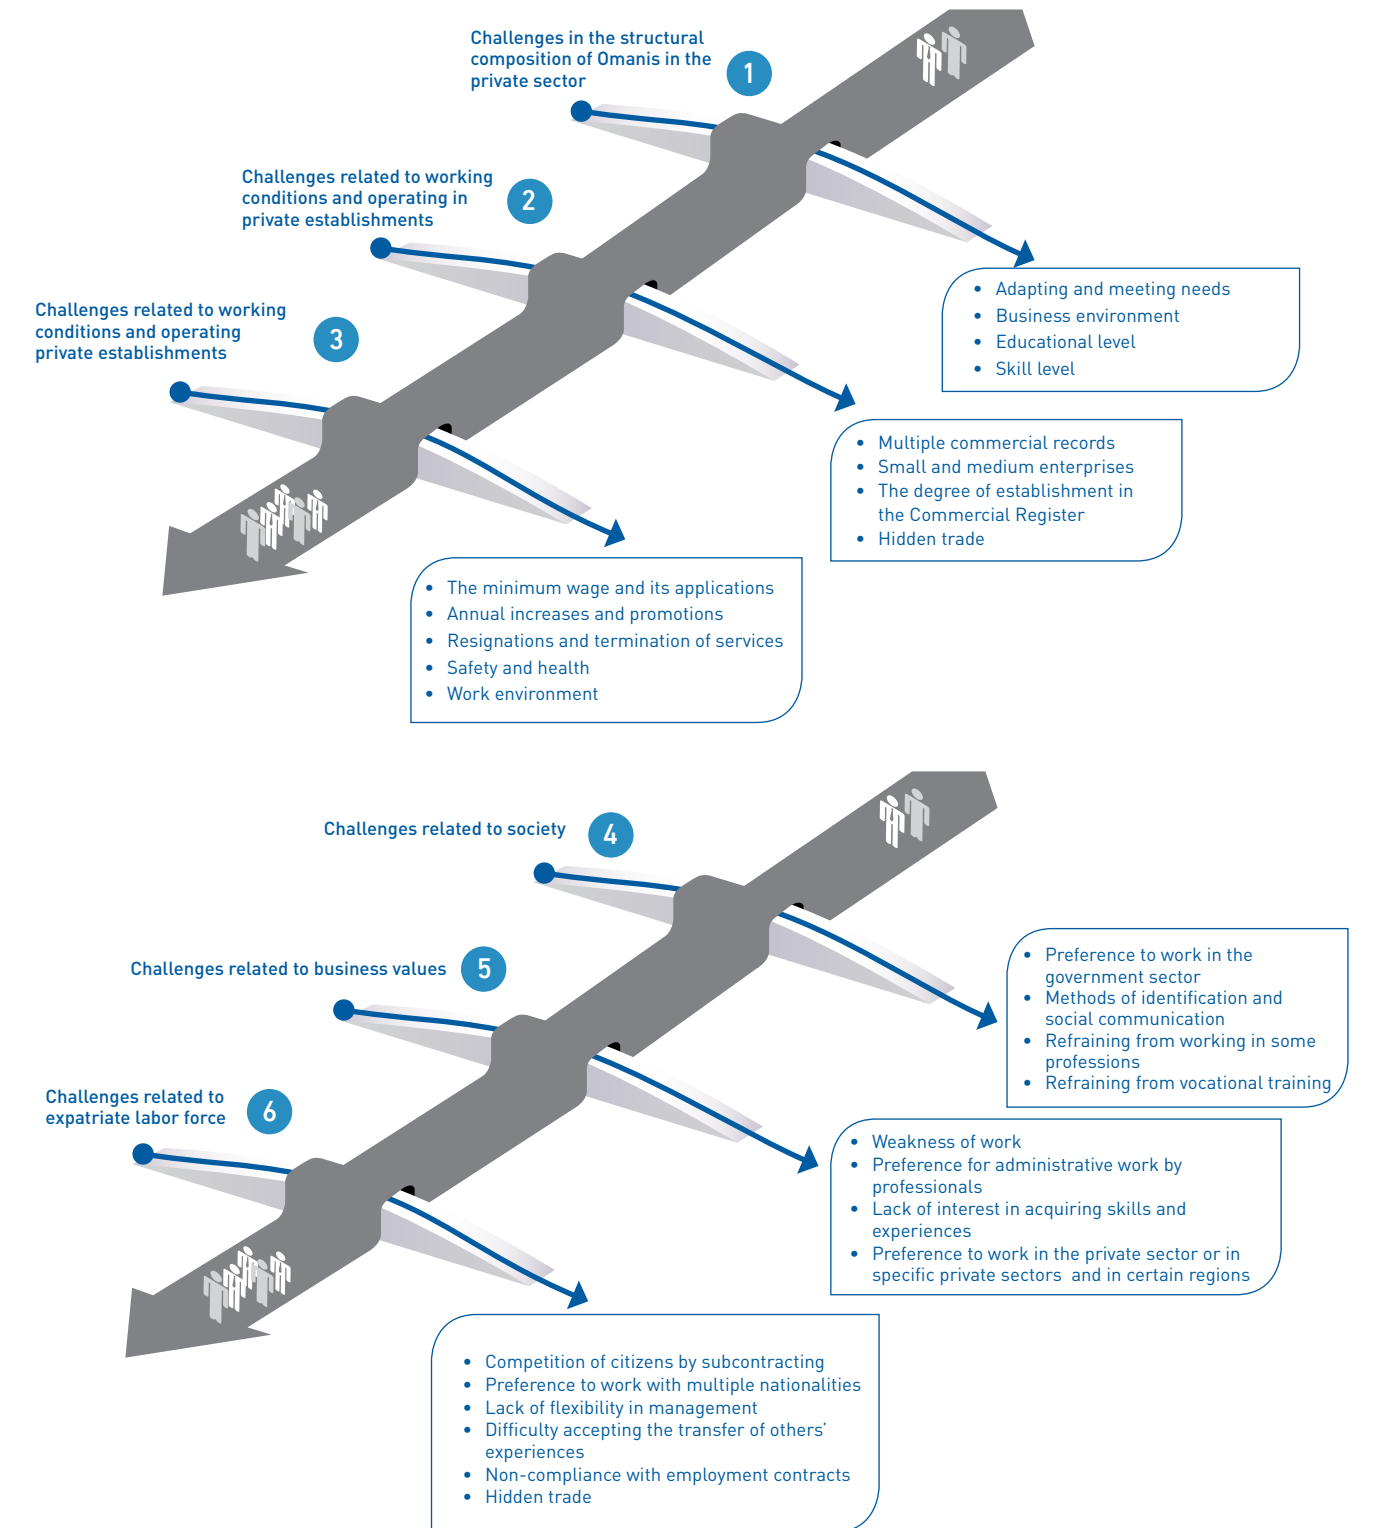 Challenges in the structural
composition of Omanis in the
private sector
1
Challenges related to working
conditions and operating in
private establishments
2
Challenges related to working
conditions and operating
private establishments
3
• Adapting and meeting needs
• Business environment
• Educational level
• Skill level
• Multiple commercial records
• Small and medium enterprises
• The degree of establishment in
the Commercial Register
• Hidden trade
• The minimum wage and its applications
• Annual increases and promotions
• Resignations and termination of services
• Safety and health
• Work environment
Challenges related to society
4
Challenges related to business values
5
Challenges related to
expatriate labor force
6
• Preference to work in the
government sector
• Methods of identification and
social communication
• Refraining from working in some
professions
• Refraining from vocational training
• Weakness of work
• Preference for administrative work by
professionals
• Lack of interest in acquiring skills and
experiences
• Preference to work in the private sector or in
specific private sectors and in certain regions
• Competition of citizens by subcontracting
• Preference to work with multiple nationalities
• Lack of flexibility in management
• Difficulty accepting the transfer of others’
experiences
• Non-compliance with employment contracts
• Hidden trade